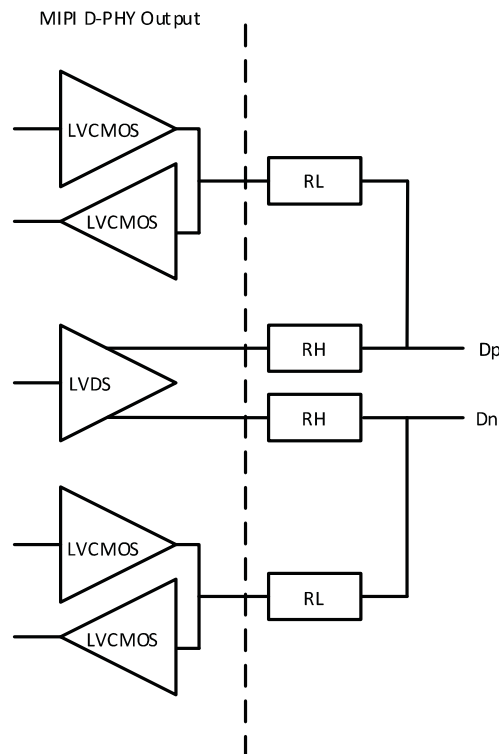 MIPI D-PHY Output
LVCMOS
RL
LVCMOS
RH
Dp
LVDS
RH
Dn
LVCMOS
RL
LVCMOS